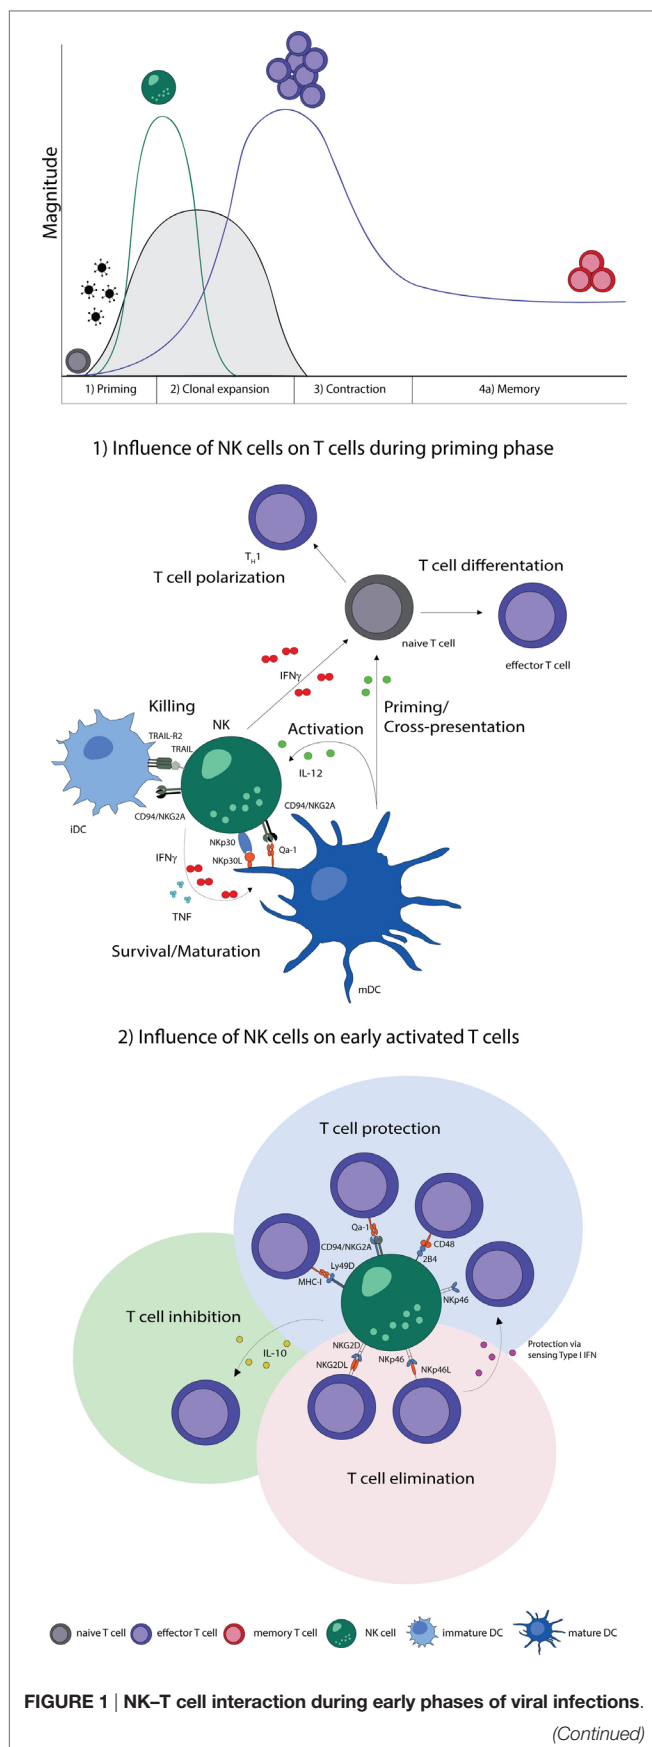 Magnitude
1) Priming
2) Clonal expansion
3) Contraction
4a) Memory
1) Influence of NK cells on T cells during priming phase
TH1
T cell polarization
T cell differentation
naive T cell
effector T cell
IFNγ
Priming/
Cross-presentation
Killing
NK
Activation
TRAIL-R2
TRAIL
IL-12
CD94/NKG2A
CD94/NKG2A
iDC
NKp30
Qa-1
IFNγ
NKp30L
TNF
Survival/Maturation
mDC
2) Influence of NK cells on early activated T cells
T cell protection
Qa-1
CD94/NKG2A
CD48
2B4
Ly49D
MHC-I
NKp46
T cell inhibition
IL-10
NKG2D
NKG2DL
NKp46
NKp46L
Protection via
sensing Type I IFN
T cell elimination
naive T cell
effector T cell
memory T cell
NK cell
immature DC
mature DC
FIGURE 1 | NK–T cell interaction during early phases of viral infections.
(Continued)